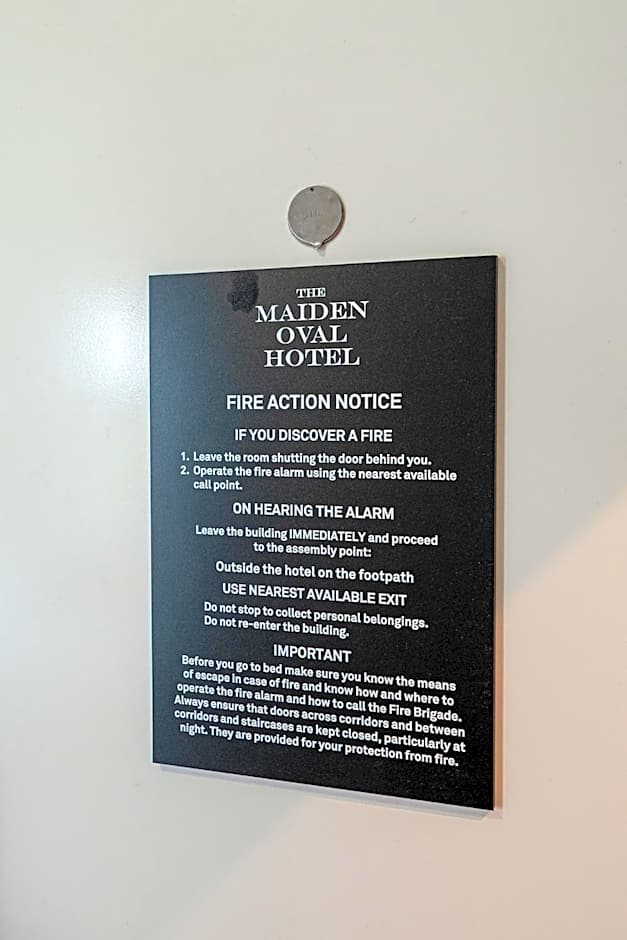 THE
MAIDEN
OVAL
HOTEL
FIRE ACTION NOTICE
IF YOU DISCOVER A FIRE
1. Leave the room shutting the door behind you.
2. Operate the fire alarm using the nearest available
call point.
ON HEARING THE ALARM
Leave the building IMMEDIATELY and proceed
to the assembly point:
Outside the hotel on the footpath
USE NEAREST AVAILABLE EXIT
Do not stop to collect personal belongings.
Do not re-enter the building.
IMPORTANT
Before you go to bed make sure you know the means
of escape in case of fire and know how and where to
operate the fire alarm and how to call the Fire Brigade.
Always ensure that doors across corridors and between
corridors and staircases are kept closed, particularly at
night. They are provided for your protection from fire.